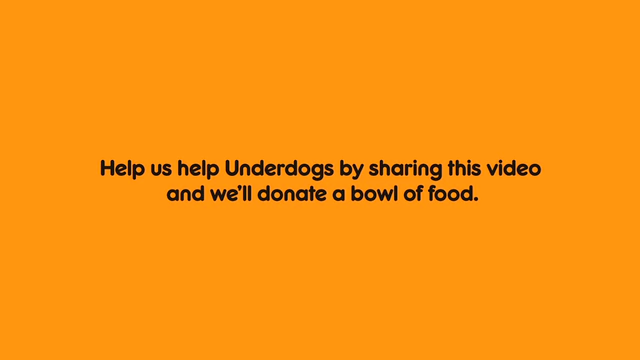 Help us help Underdogs by sharing this video
and we'll donate a bowl of food.